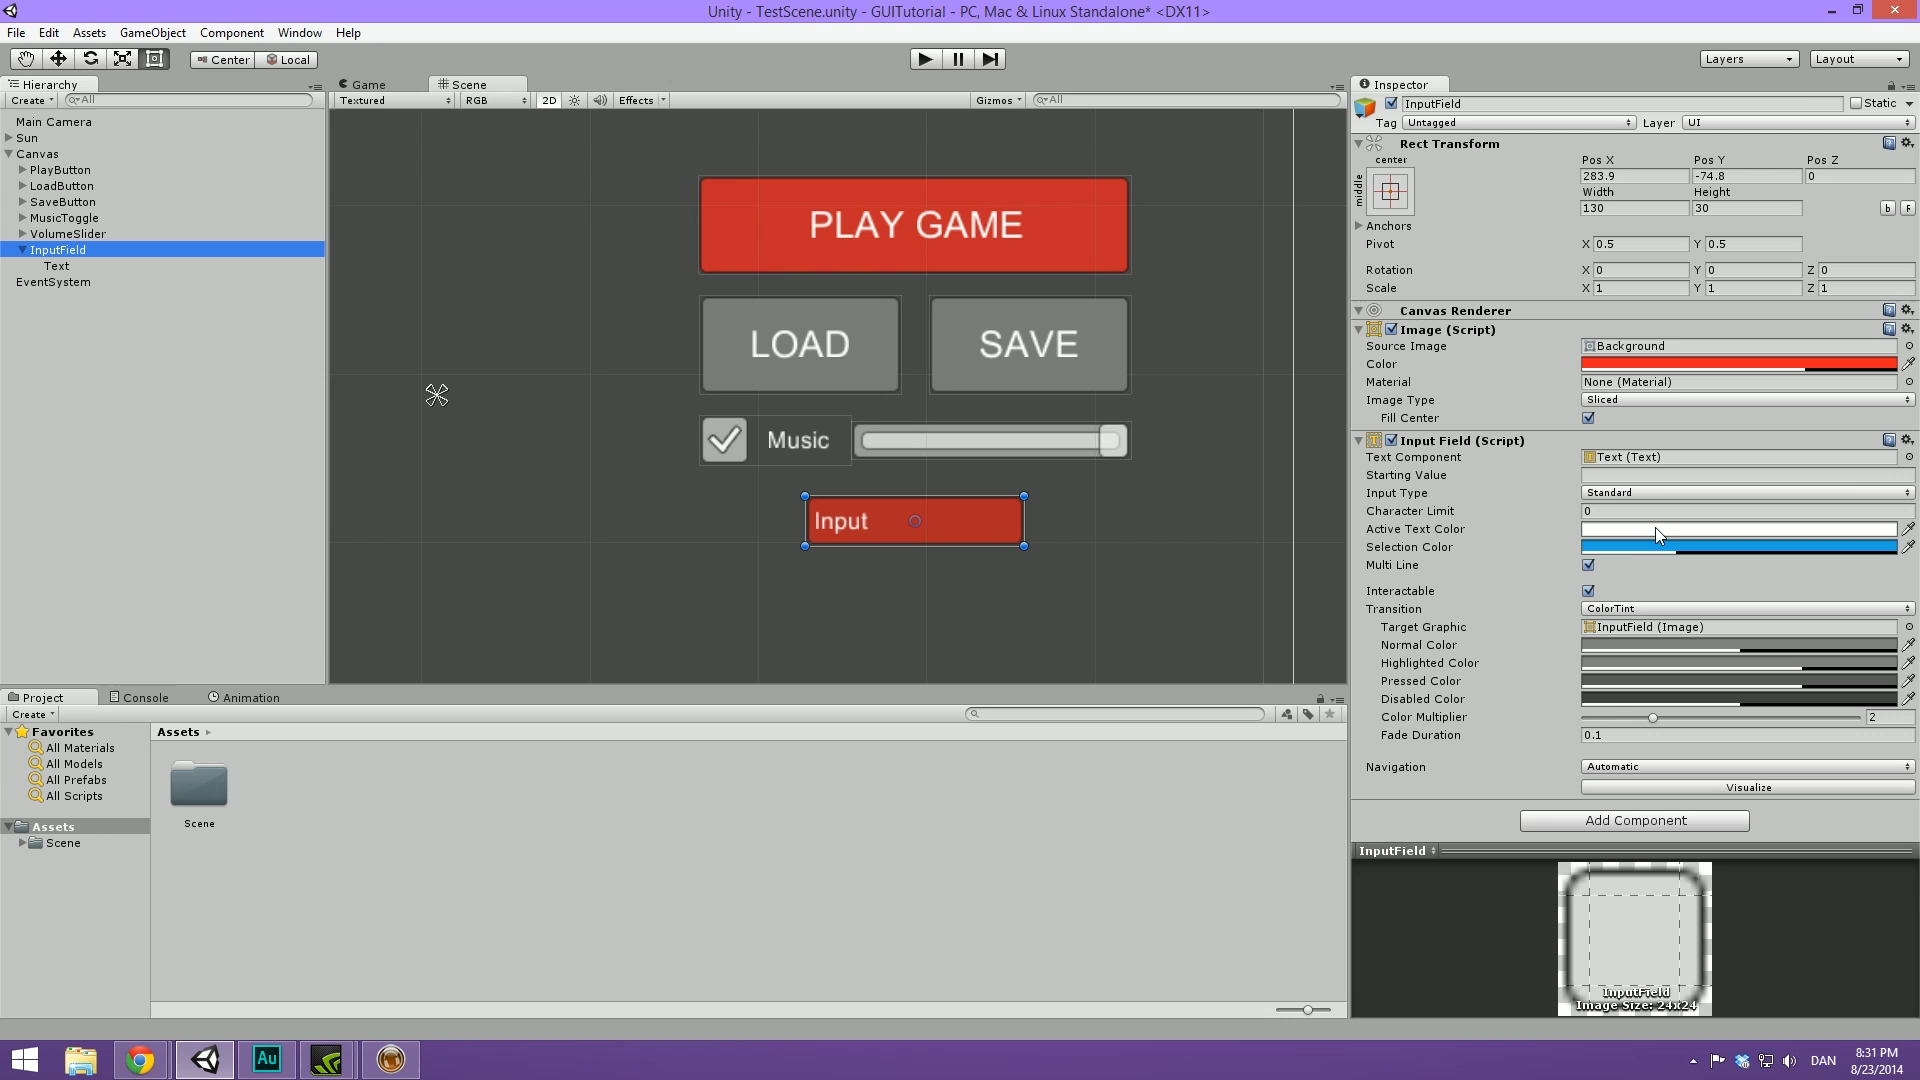 Unity - TestScene.unity - GUITutorial - PC, Mac & Linux Standalone* <DX11>
File Edit Assets GameObject Component Window Help
Center Local Layers Layout
Hierarchy
Create All
Main Camera
Sun
Canvas
PlayButton
LoadButton
SaveButton
MusicToggle
VolumeSlider
InputField
Text
EventSystem
Game Scene
Textured RGB 2D Effects Gizmos All
PLAY GAME
LOAD SAVE
Music
Input
Inspector
InputField Static
Tag Untagged Layer UI
Rect Transform
center
middle
Pos X Pos Y Pos Z
283.9 -74.8 0
Width Height
130 30 b F
Anchors
Pivot X 0.5 Y 0.5
Rotation X 0 Y 0 Z 0
Scale X 1 Y 1 Z 1
Canvas Renderer
Image (Script)
Source Image Background
Color
Material None (Material)
Image Type Sliced
Fill Center
Input Field (Script)
Text Component Text (Text)
Starting Value
Input Type Standard
Character Limit 0
Active Text Color
Selection Color
Multi Line
Interactable
Transition ColorTint
Target Graphic InputField (Image)
Normal Color
Highlighted Color
Pressed Color
Disabled Color
Color Multiplier 2
Fade Duration 0.1
Navigation Automatic
Visualize
Add Component
InputField
InputField
Image Size: 24x24
Project Console Animation
Create
Favorites
All Materials
All Models
All Prefabs
All Scripts
Assets
Scene
Assets
Scene
Au
DAN
8:31 PM
8/23/2014